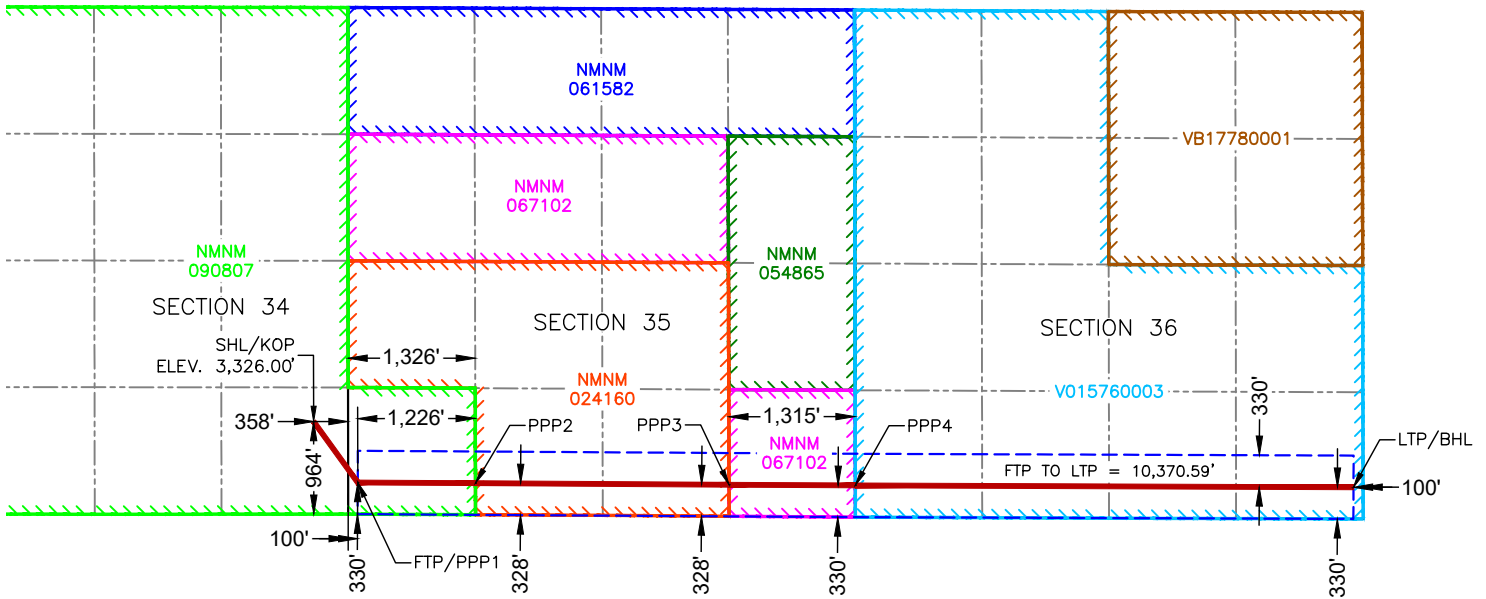 NMNM
061582
VB17780001
NMNM
067102
NMNM
090807
NMNM
054865
SECTION 34
SECTION 35
SECTION 36
SHL/KOP
ELEV. 3,326.00'
1,326'
NMNM
024160
V015760003
330'
358'
1,226'
1,315'
PPP2
PPP3
PPP4
NMNM
067102
LTP/BHL
964'
FTP TO LTP = 10,370.59'
100'
100'
FTP/PPP1
330'
328'
328'
330'
330'